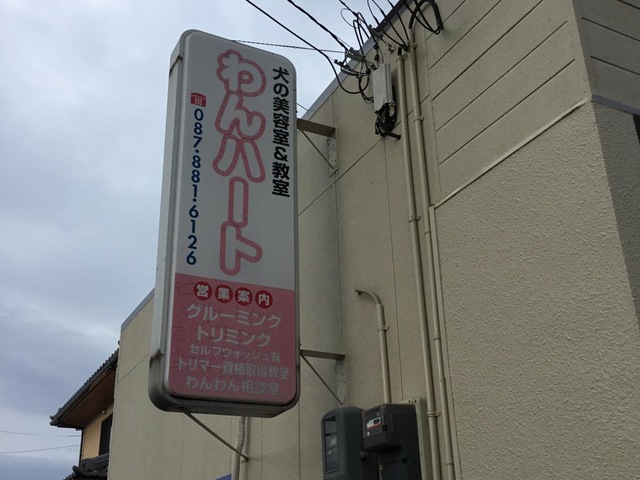 犬の美容室&教室
わんハート
☎087・881・6126
営業案内
グルーミング
トリミング
セルフウォッシュ有
トリマー資格取得教室
わんわん相談室